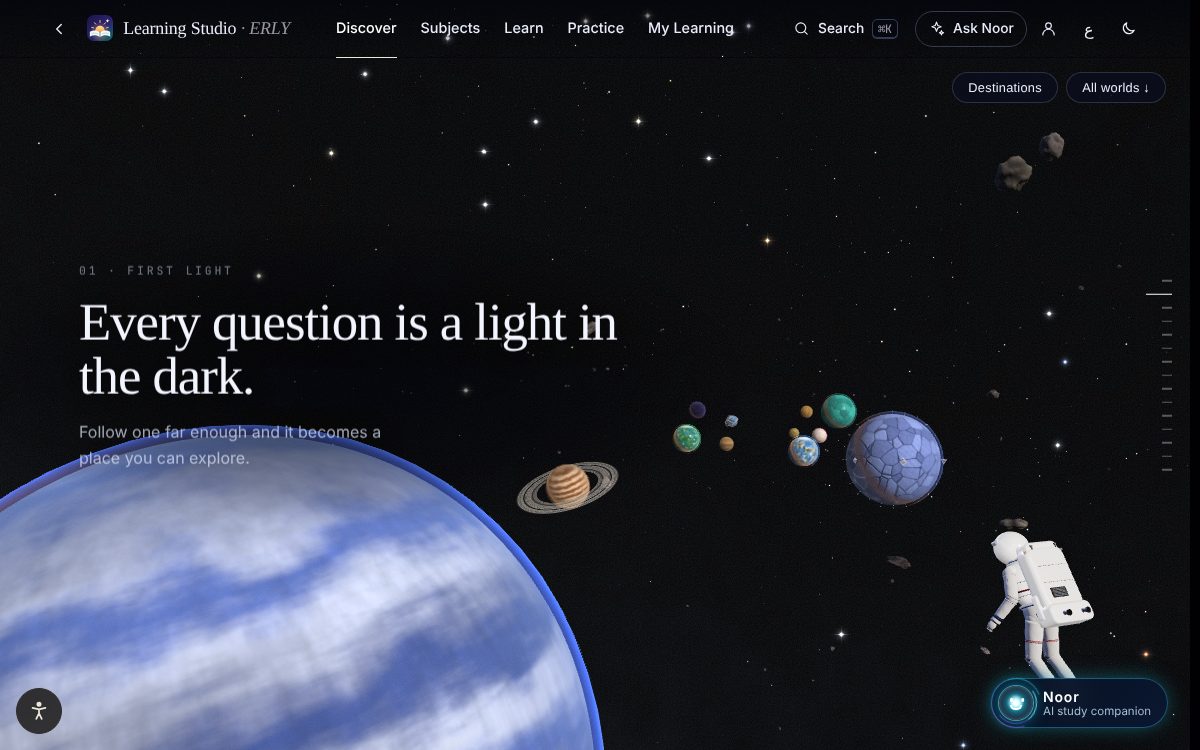 Learning Studio · ERLY
Discover
Subjects
Learn
Practice
My Learning
Search
⌘K
Ask Noor
ع
Destinations
All worlds ↓
01 · FIRST LIGHT
Every question is a light in
the dark.
Follow one far enough and it becomes a
place you can explore.
Noor
AI study companion